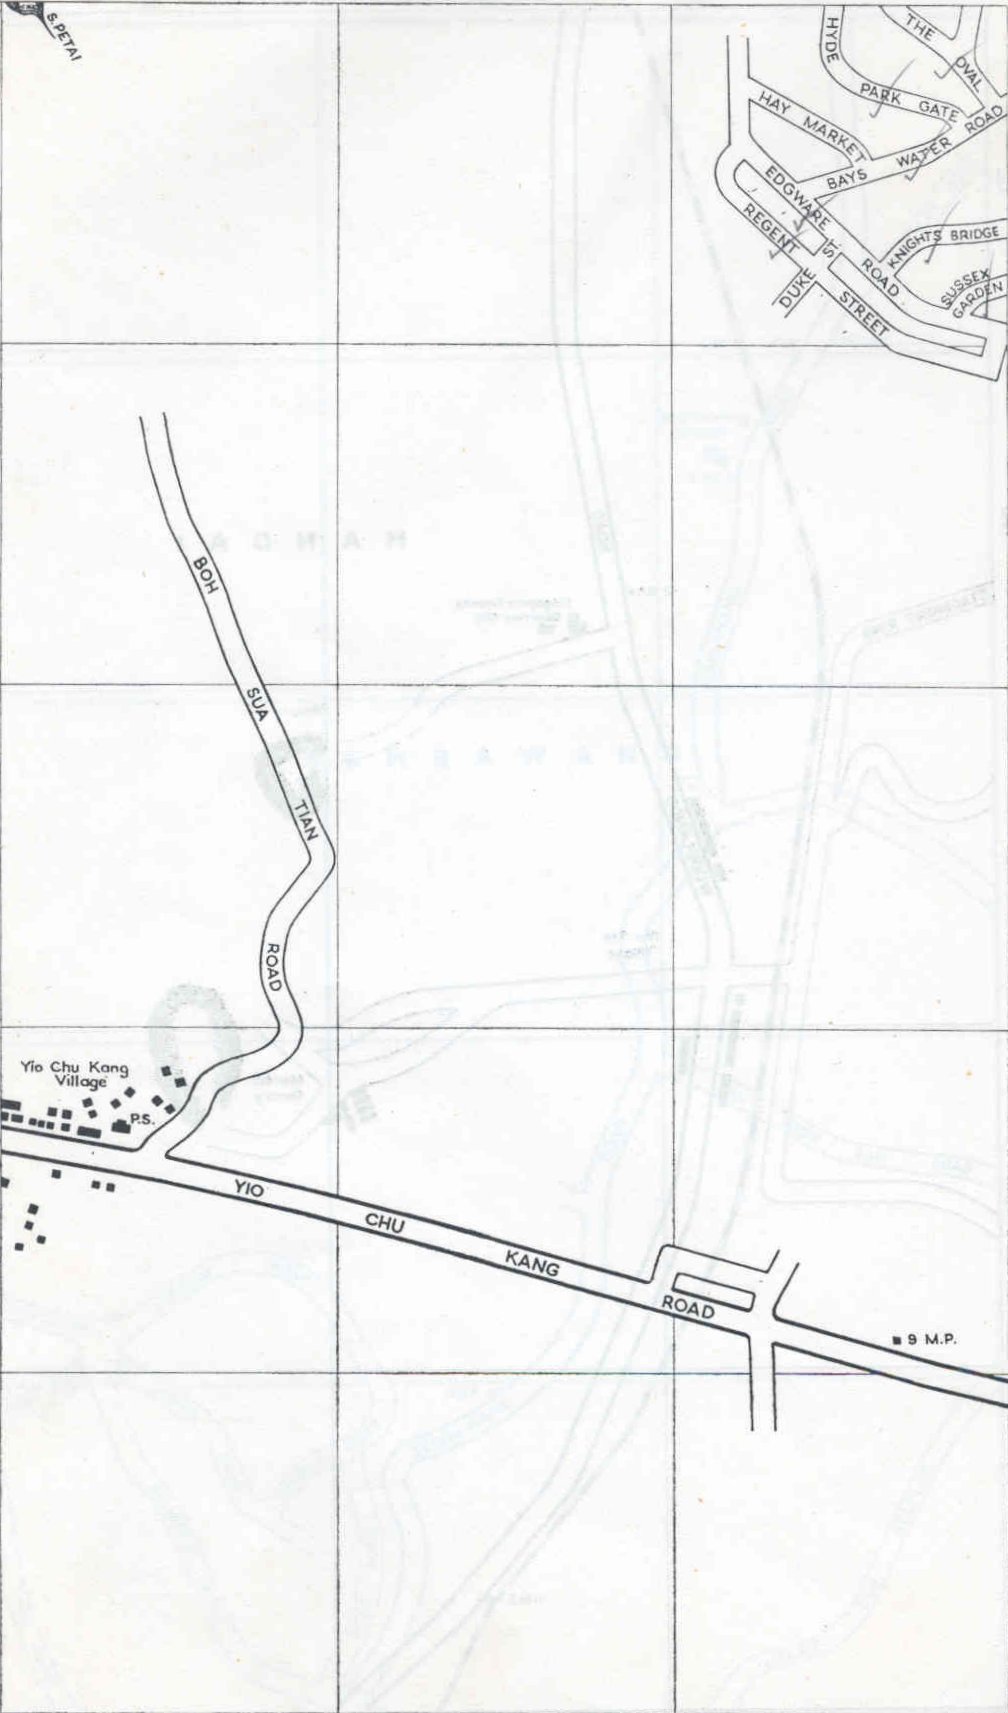 S. PETAI
HYDE PARK GATE
THE OVAL
HAY MARKET
BAYS WATER ROAD
EDGWARE ROAD
REGENT STREET
DUKE ST.
KNIGHTS BRIDGE
SUSSEX
GARDEN
BOH SUA TIAN ROAD
Yio Chu Kang
Village
P.S.
YIO CHU KANG ROAD
9 M.P.